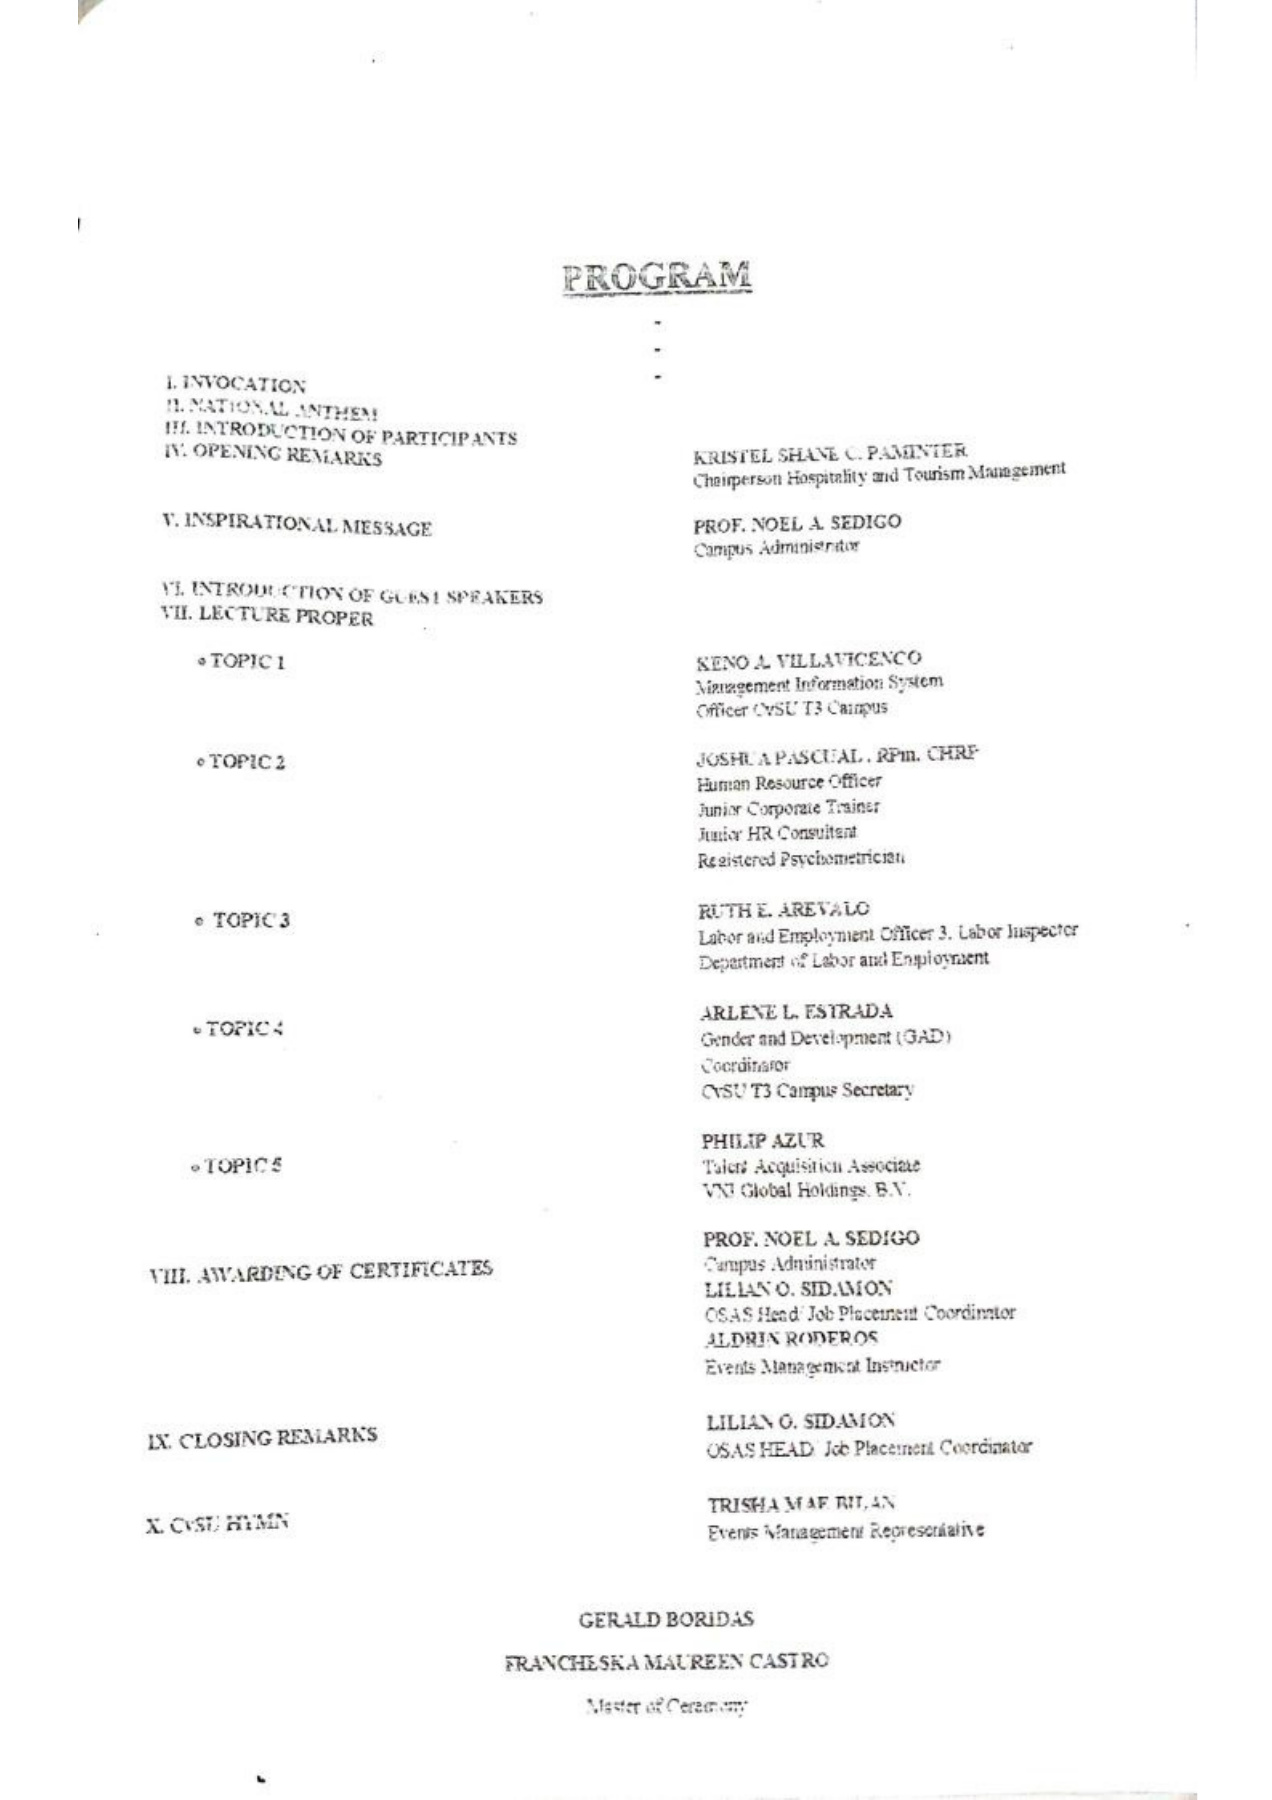 PROGRAM
-
-
-
I. INVOCATION
II. NATIONAL ANTHEM
III. INTRODUCTION OF PARTICIPANTS
IV. OPENING REMARKS
KRISTEL SHANE C. PAMINTER
Chairperson Hospitality and Tourism Management
V. INSPIRATIONAL MESSAGE
PROF. NOEL A. SEDIGO
Campus Administrator
VI. INTRODUCTION OF GUEST SPEAKERS
VII. LECTURE PROPER
TOPIC 1
KENO A. VILLAVICENCO
Management Information System
Officer CvSU T3 Campus
TOPIC 2
JOSHUA PASCUAL, RPm, CHRP
Human Resource Officer
Junior Corporate Trainer
Junior HR Consultant
Registered Psychometrician
TOPIC 3
RUTH E. AREVALO
Labor and Employment Officer 3, Labor Inspector
Department of Labor and Employment
TOPIC 4
ARLENE L. ESTRADA
Gender and Development (GAD)
Coordinator
CvSU T3 Campus Secretary
TOPIC 5
PHILIP AZUR
Talent Acquisition Associate
VXI Global Holdings, B.V.
VIII. AWARDING OF CERTIFICATES
PROF. NOEL A. SEDIGO
Campus Administrator
LILIAN O. SIDAMON
OSAS Head/ Job Placement Coordinator
ALDRIN RODEROS
Events Management Instructor
IX. CLOSING REMARKS
LILIAN O. SIDAMON
OSAS HEAD/ Job Placement Coordinator
X. CvSU HYMN
TRISHA MAE BILAN
Events Management Representative
GERALD BORIDAS
FRANCHESKA MAUREEN CASTRO
Master of Ceremony